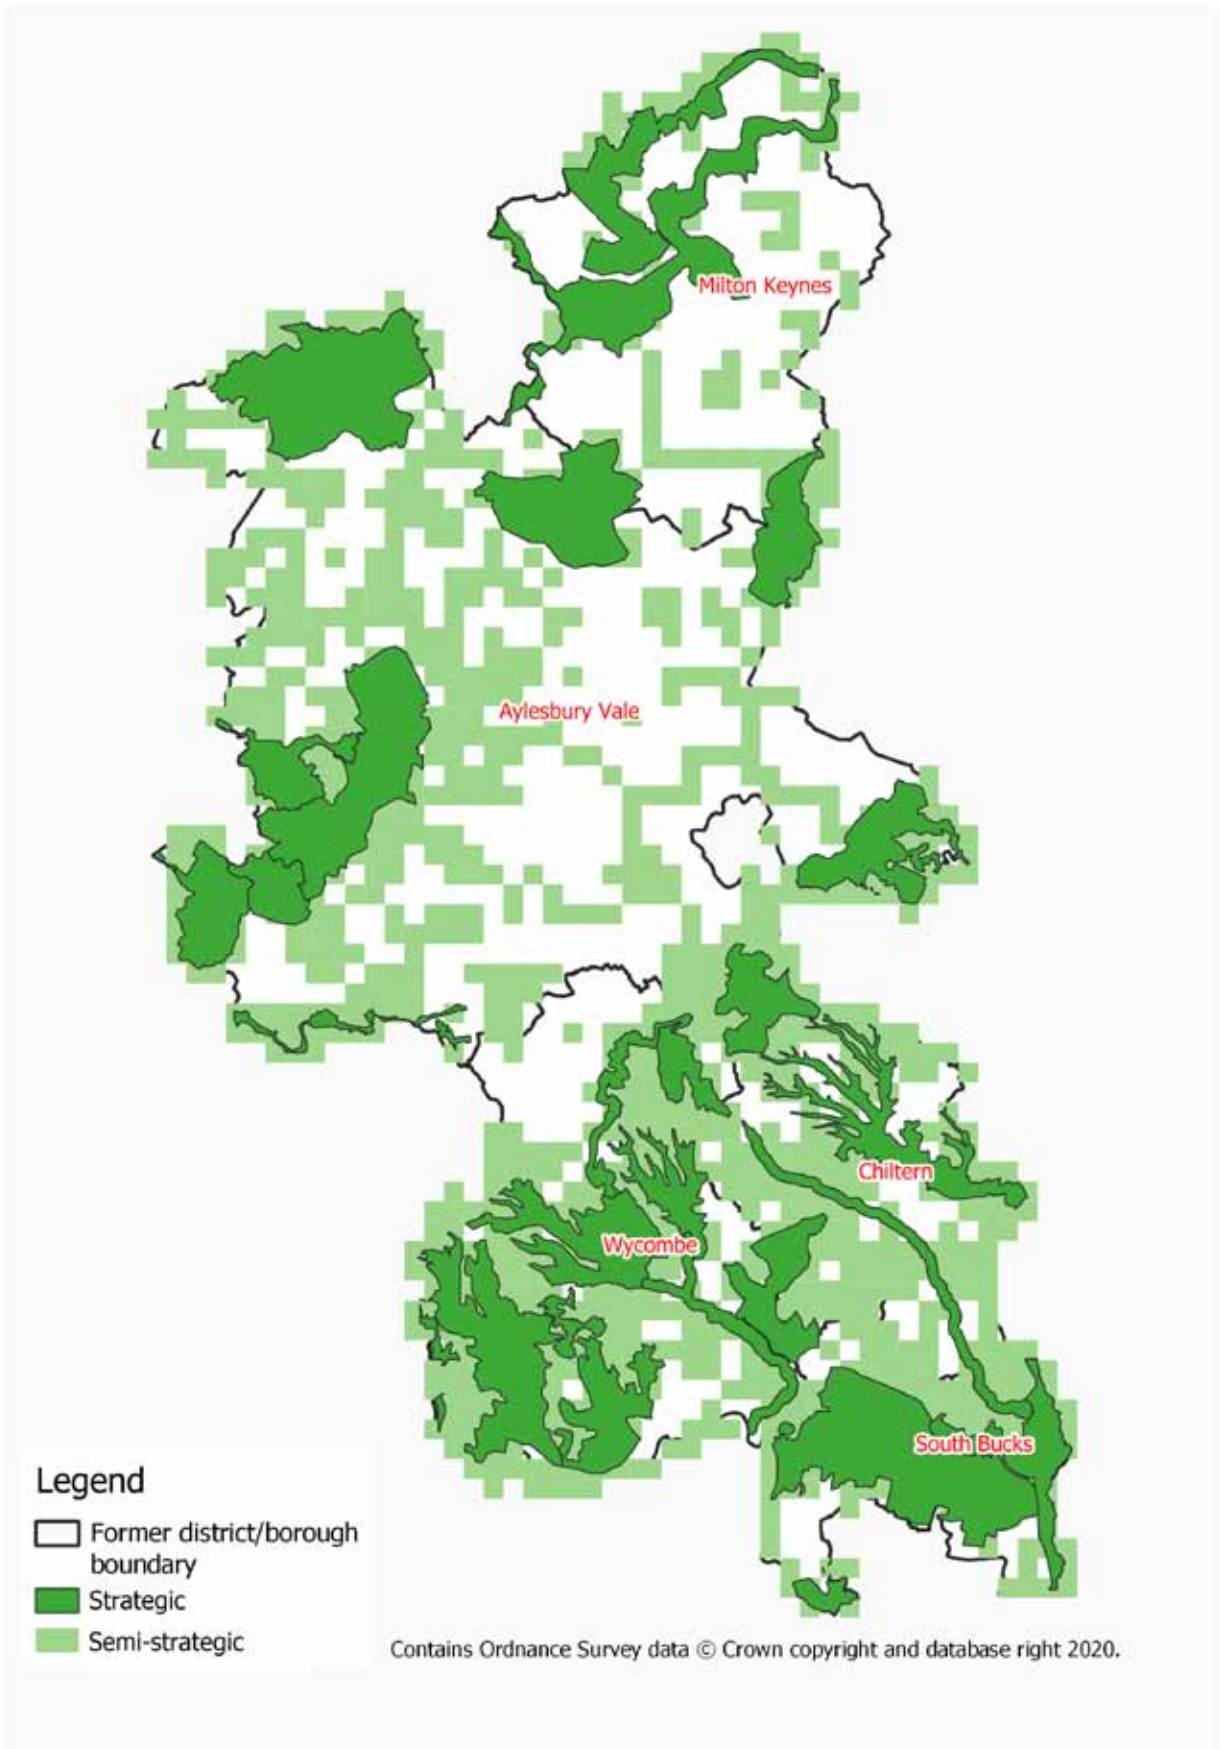 Milton Keynes
Aylesbury Vale
Chiltern
Wycombe
South Bucks
Legend
Former district/borough
boundary
Strategic
Semi-strategic
Contains Ordnance Survey data © Crown copyright and database right 2020.